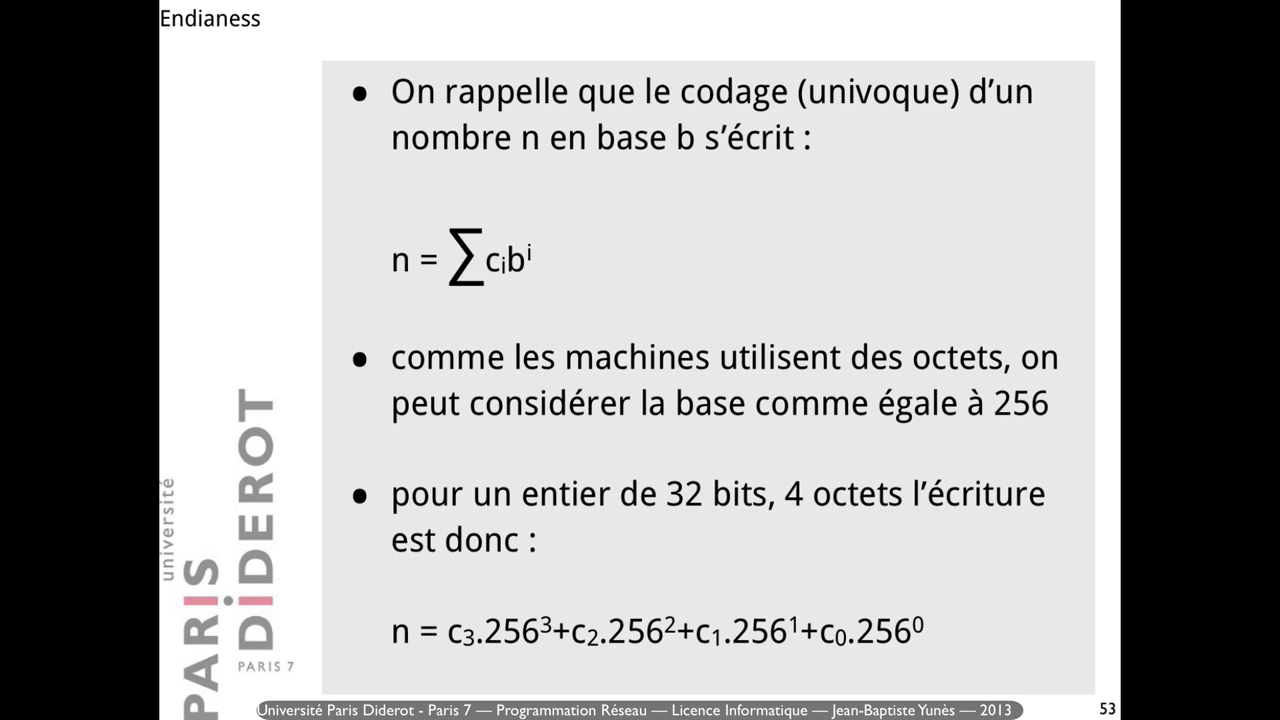 Endianess
• On rappelle que le codage (univoque) d’un
nombre n en base b s’écrit :
n = ∑cᵢbⁱ
• comme les machines utilisent des octets, on
peut considérer la base comme égale à 256
• pour un entier de 32 bits, 4 octets l’écriture
est donc :
n = c₃.256³+c₂.256²+c₁.256¹+c₀.256⁰
université
PARIS
DiDEROT
PARIS 7
Université Paris Diderot - Paris 7 — Programmation Réseau — Licence Informatique — Jean-Baptiste Yunès — 2013
53